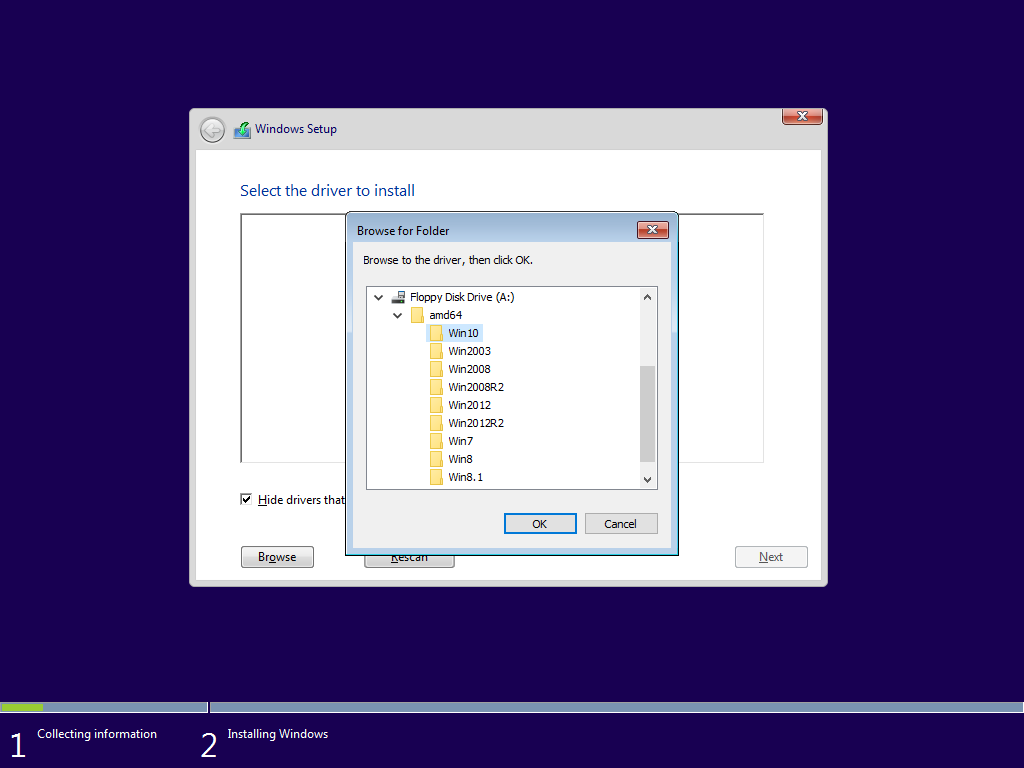 Windows Setup
Select the driver to install
Browse for Folder
Browse to the driver, then click OK.
Floppy Disk Drive (A:)
amd64
Win10
Win2003
Win2008
Win2008R2
Win2012
Win2012R2
Win7
Win8
Win8.1
OK Cancel
Hide drivers that
Browse Rescan Next
1 Collecting information 2 Installing Windows